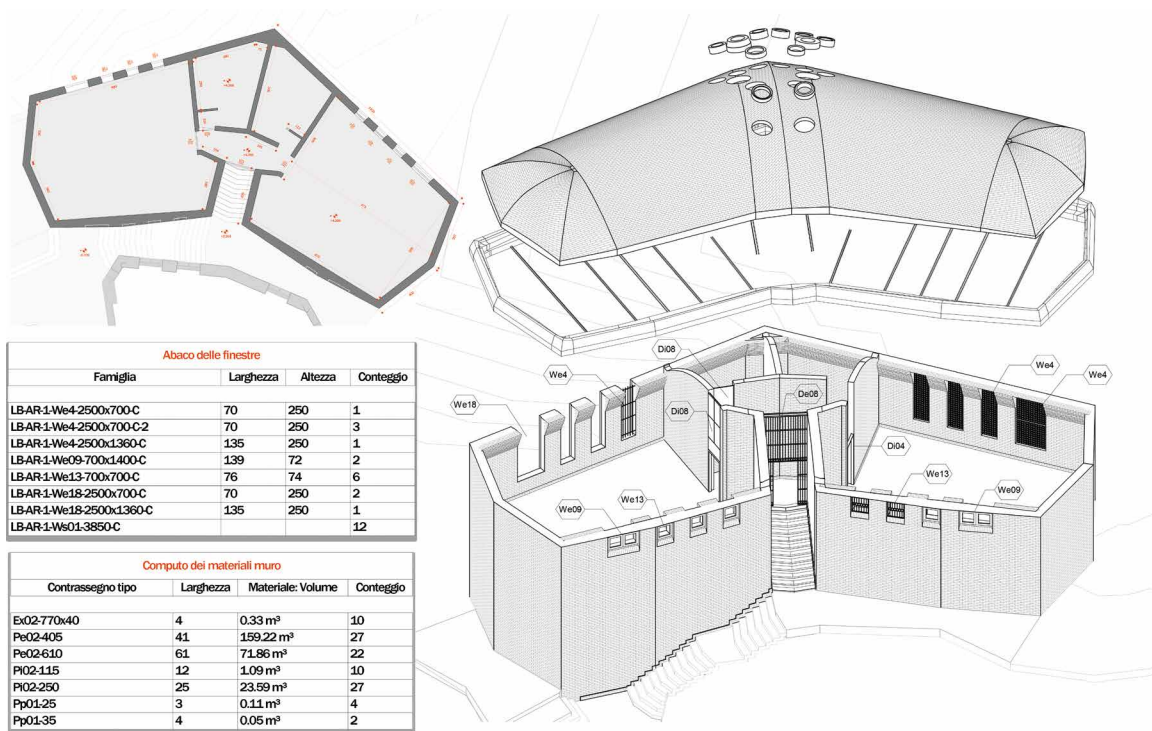 Abaco delle finestre
Famiglia Larghezza Altezza Conteggio
LB-AR-1-We4-2500x700-C 70 250 1
LB-AR-1-We4-2500x700-C-2 70 250 3
LB-AR-1-We4-2500x1360-C 135 250 1
LB-AR-1-We09-700x1400-C 139 72 2
LB-AR-1-We13-700x700-C 76 74 6
LB-AR-1-We18-2500x700-C 70 250 2
LB-AR-1-We18-2500x1360-C 135 250 1
LB-AR-1-Ws01-3850-C 12
Computo dei materiali muro
Contrassegno tipo Larghezza Materiale: Volume Conteggio
Ex02-770x40 4 0.33 m³ 10
Pe02-405 41 159.22 m³ 27
Pe02-610 61 71.86 m³ 22
Pi02-115 12 1.09 m³ 10
Pi02-250 25 23.59 m³ 27
Pp01-25 3 0.11 m³ 4
Pp01-35 4 0.05 m³ 2
Di08
We4
We4
We4
We18
Di08
De08
Di04
We13
We13
We09
We09